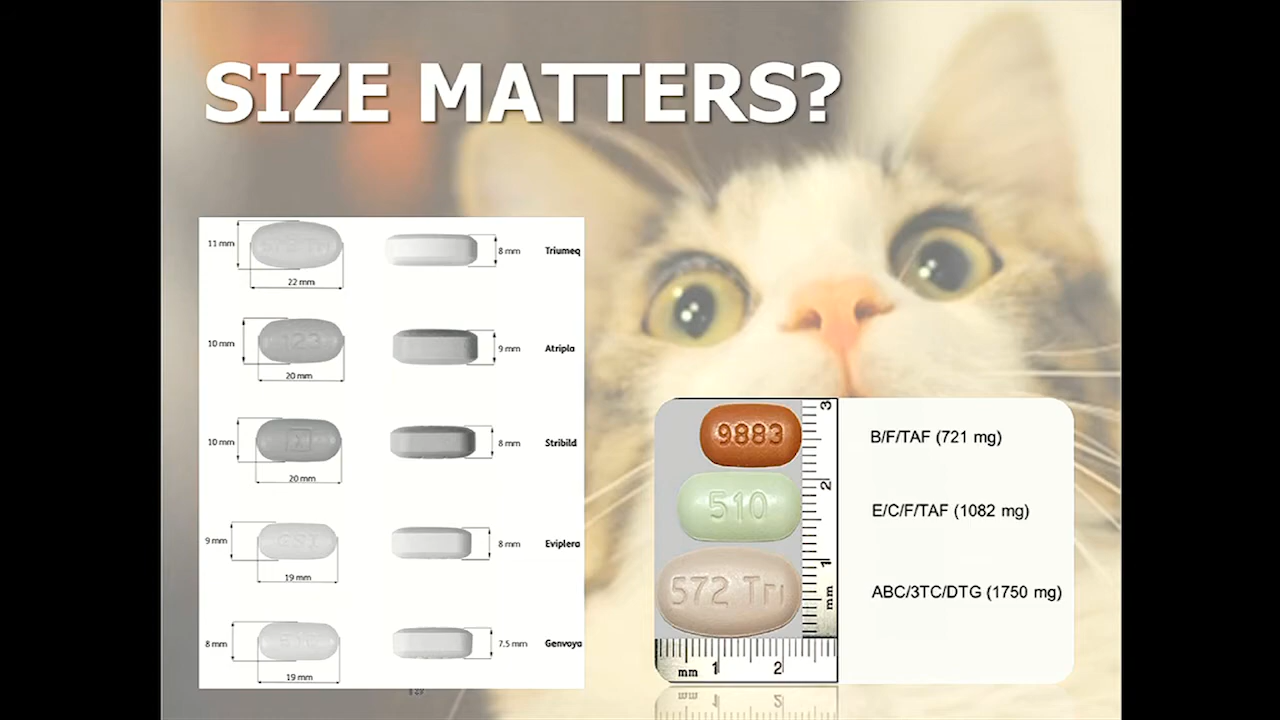 SIZE MATTERS?
11 mm
22 mm
8 mm
Triumeq
10 mm
123
20 mm
9 mm
Atripla
10 mm
20 mm
8 mm
Stribild
9 mm
GSI
19 mm
8 mm
Eviplera
8 mm
510
19 mm
7.5 mm
Genvoya
9883
510
572 Tri
3
2
1
mm
mm 1 2
B/F/TAF (721 mg)
E/C/F/TAF (1082 mg)
ABC/3TC/DTG (1750 mg)